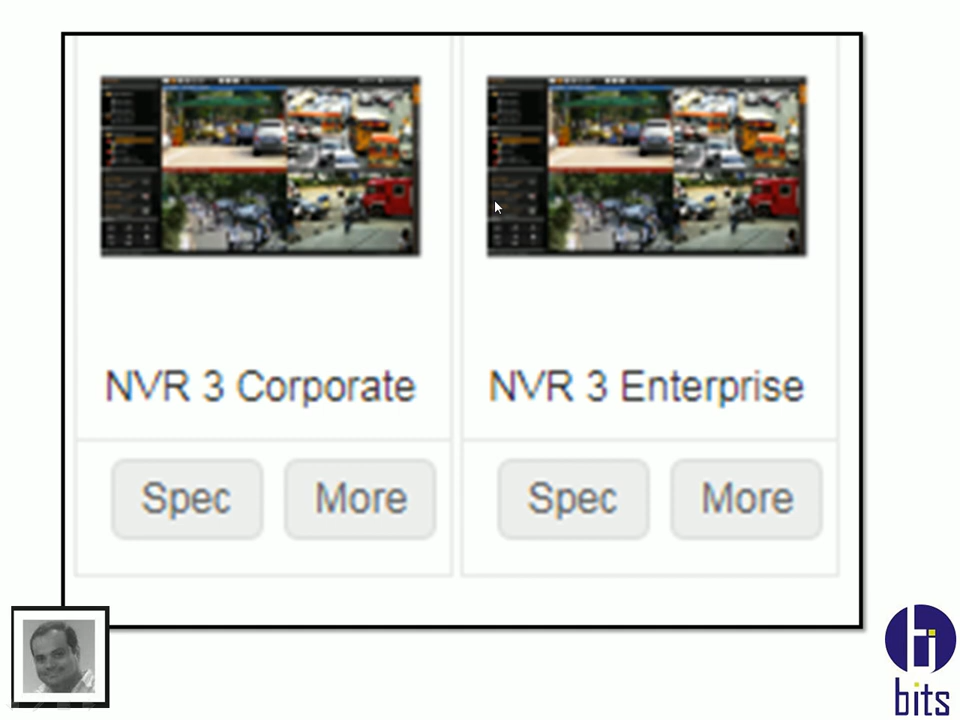 NVR 3 Corporate
NVR 3 Enterprise
Spec
More
Spec
More
bits